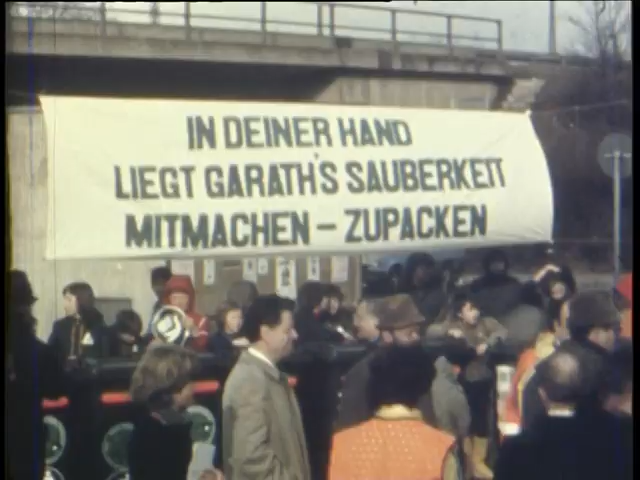 IN DEINER HAND
LIEGT GARATH'S SAUBERKEIT
MITMACHEN – ZUPACKEN